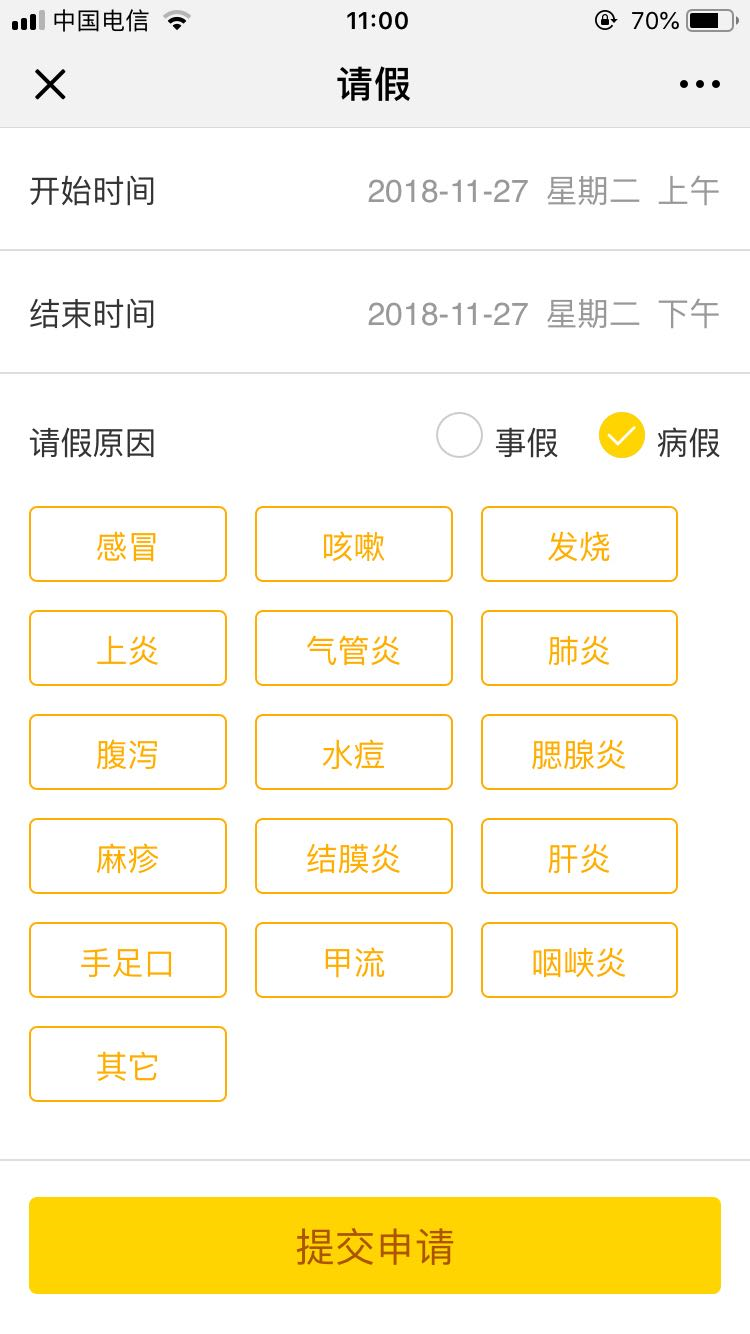 中国电信 11:00 70%
请假
开始时间 2018-11-27 星期二 上午
结束时间 2018-11-27 星期二 下午
请假原因 事假 病假
感冒 咳嗽 发烧
上炎 气管炎 肺炎
腹泻 水痘 腮腺炎
麻疹 结膜炎 肝炎
手足口 甲流 咽峡炎
其它
提交申请